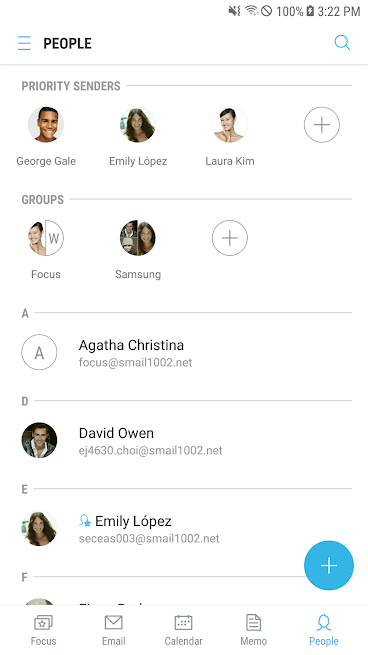 100% 3:22 PM
PEOPLE
PRIORITY SENDERS
George Gale Emily López Laura Kim
GROUPS
W
Focus Samsung
A
A
Agatha Christina
focus@smail1002.net
D
David Owen
ej4630.choi@smail1002.net
E
Emily López
seceas003@smail1002.net
F
Focus Email Calendar Memo People